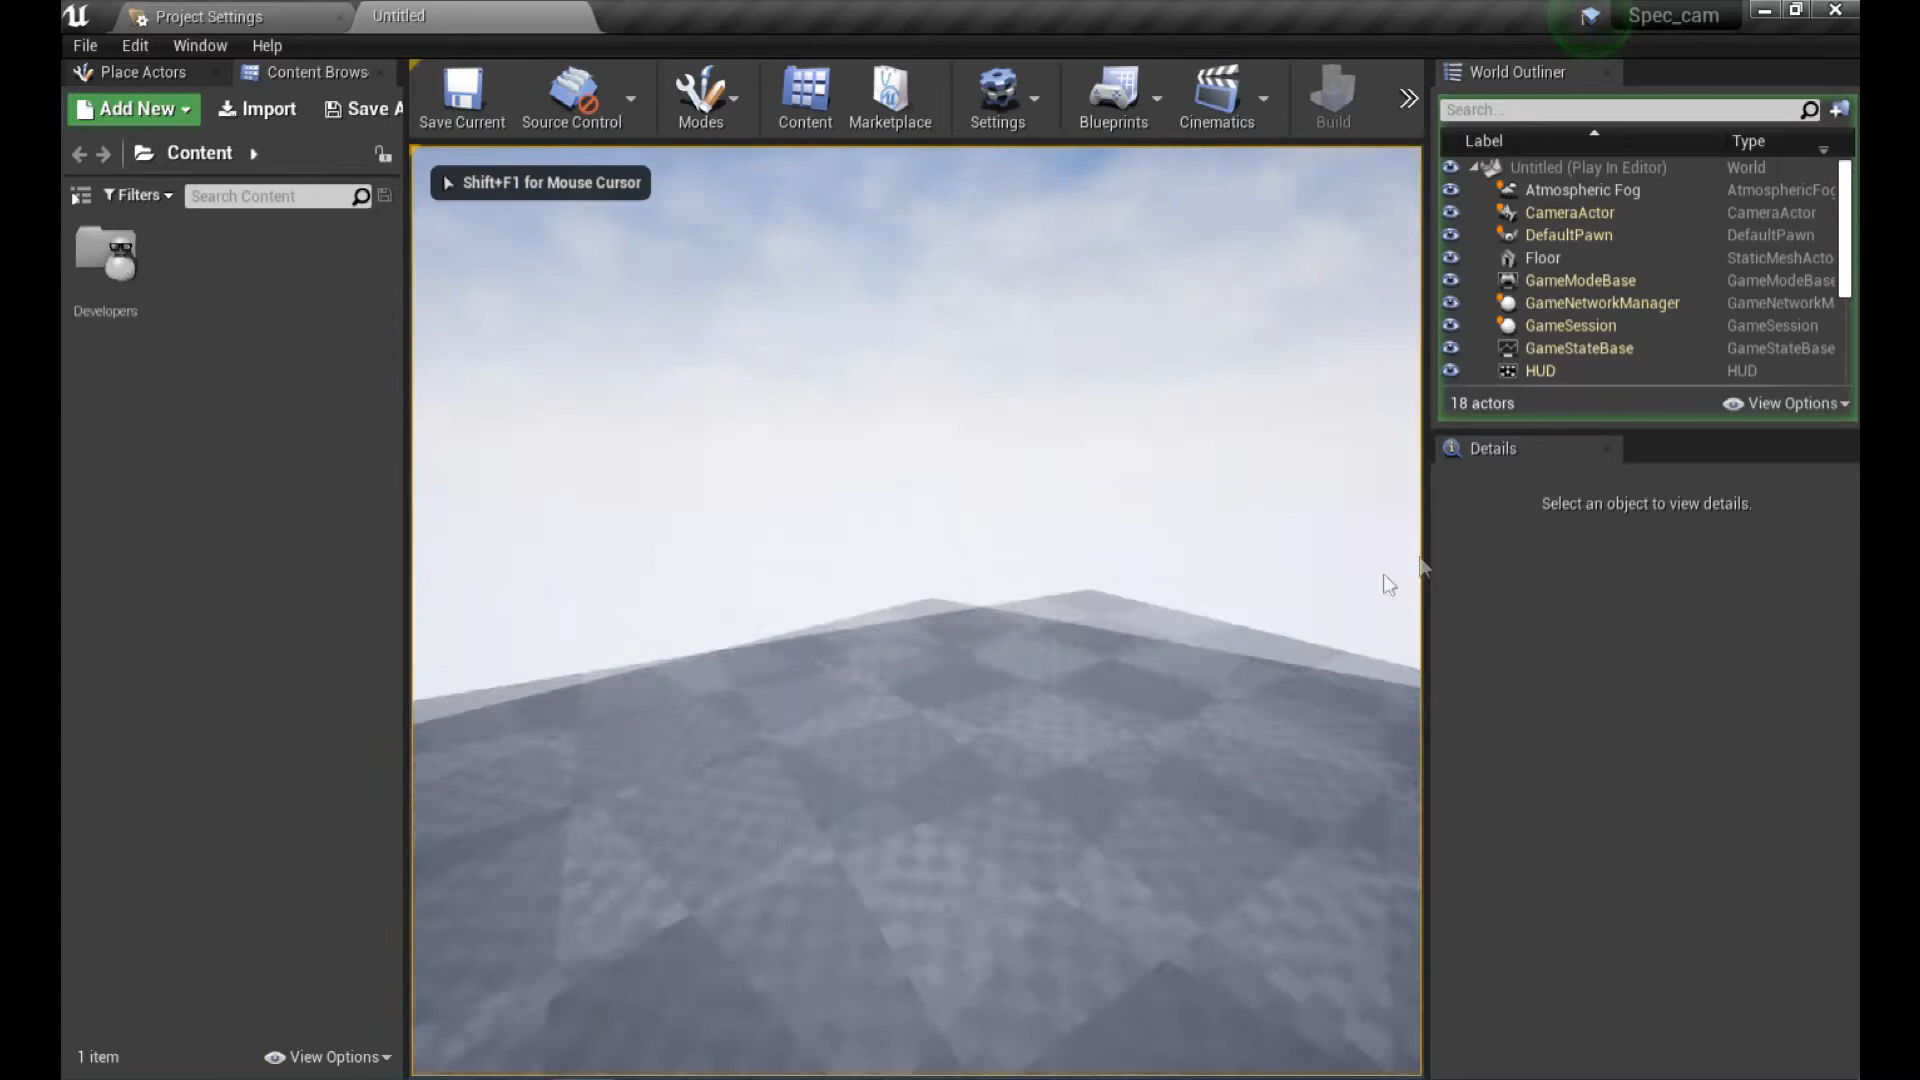 Project Settings
Untitled
Spec_cam
File Edit Window Help
Place Actors
Content Brows
Add New
Import
Save A
Content
Filters
Search Content
Developers
1 item
View Options
Save Current
Source Control
Modes
Content
Marketplace
Settings
Blueprints
Cinematics
Build
Shift+F1 for Mouse Cursor
World Outliner
Search...
Label Type
Untitled (Play In Editor) World
Atmospheric Fog AtmosphericFog
CameraActor CameraActor
DefaultPawn DefaultPawn
Floor StaticMeshActo
GameModeBase GameModeBase
GameNetworkManager GameNetworkM
GameSession GameSession
GameStateBase GameStateBase
HUD HUD
18 actors
View Options
Details
Select an object to view details.